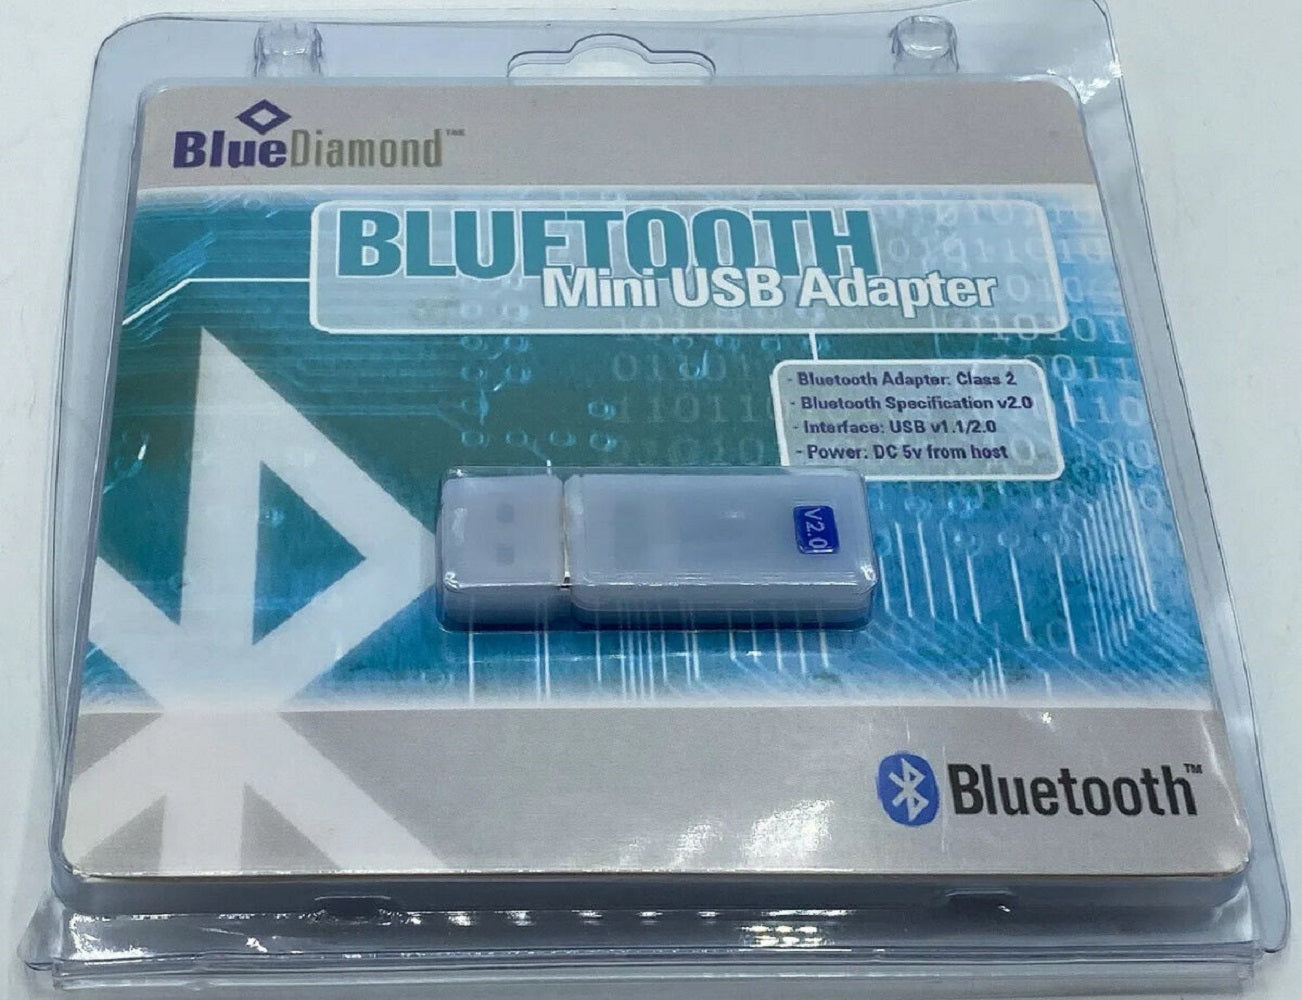 BlueDiamond™
BLUETOOTH
Mini USB Adapter
- Bluetooth Adapter: Class 2
- Bluetooth Specification v2.0
- Interface: USB v1.1/2.0
- Power: DC 5v from host
V2.0
Bluetooth™